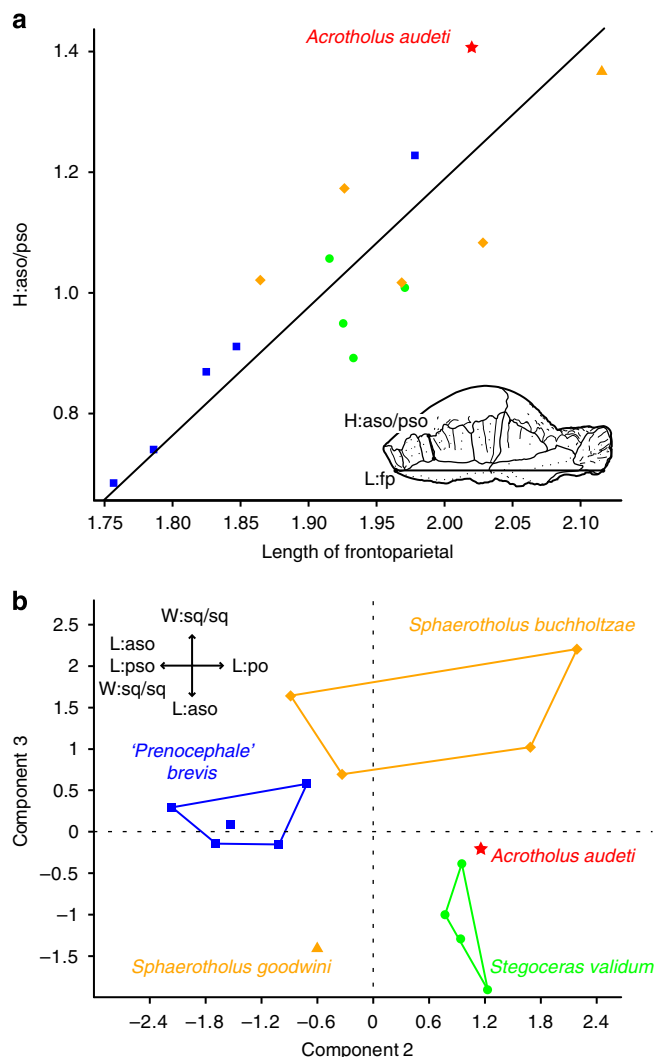 a
Acrotholus audeti
1.4
1.2
1.0
0.8
H:aso/pso
H:aso/pso
L:fp
1.75 1.80 1.85 1.90 1.95 2.00 2.05 2.10
Length of frontoparietal
b
W:sq/sq
L:aso
L:pso
L:po
W:sq/sq
L:aso
Sphaerotholus buchholtzae
'Prenocephale'
brevis
Acrotholus audeti
Sphaerotholus goodwini
Stegoceras validum
2.5
2
1.5
1
0.5
0
−0.5
−1
−1.5
Component 3
−2.4 −1.8 −1.2 −0.6 0 0.6 1.2 1.8 2.4
Component 2